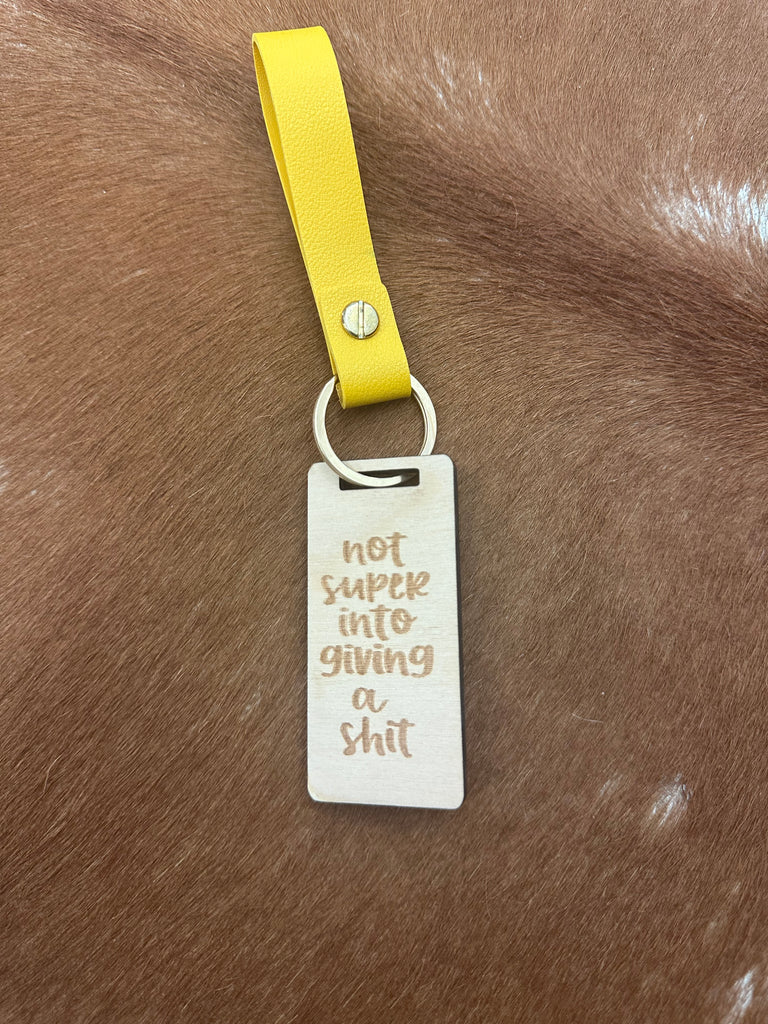 not
super
into
giving
a
shit